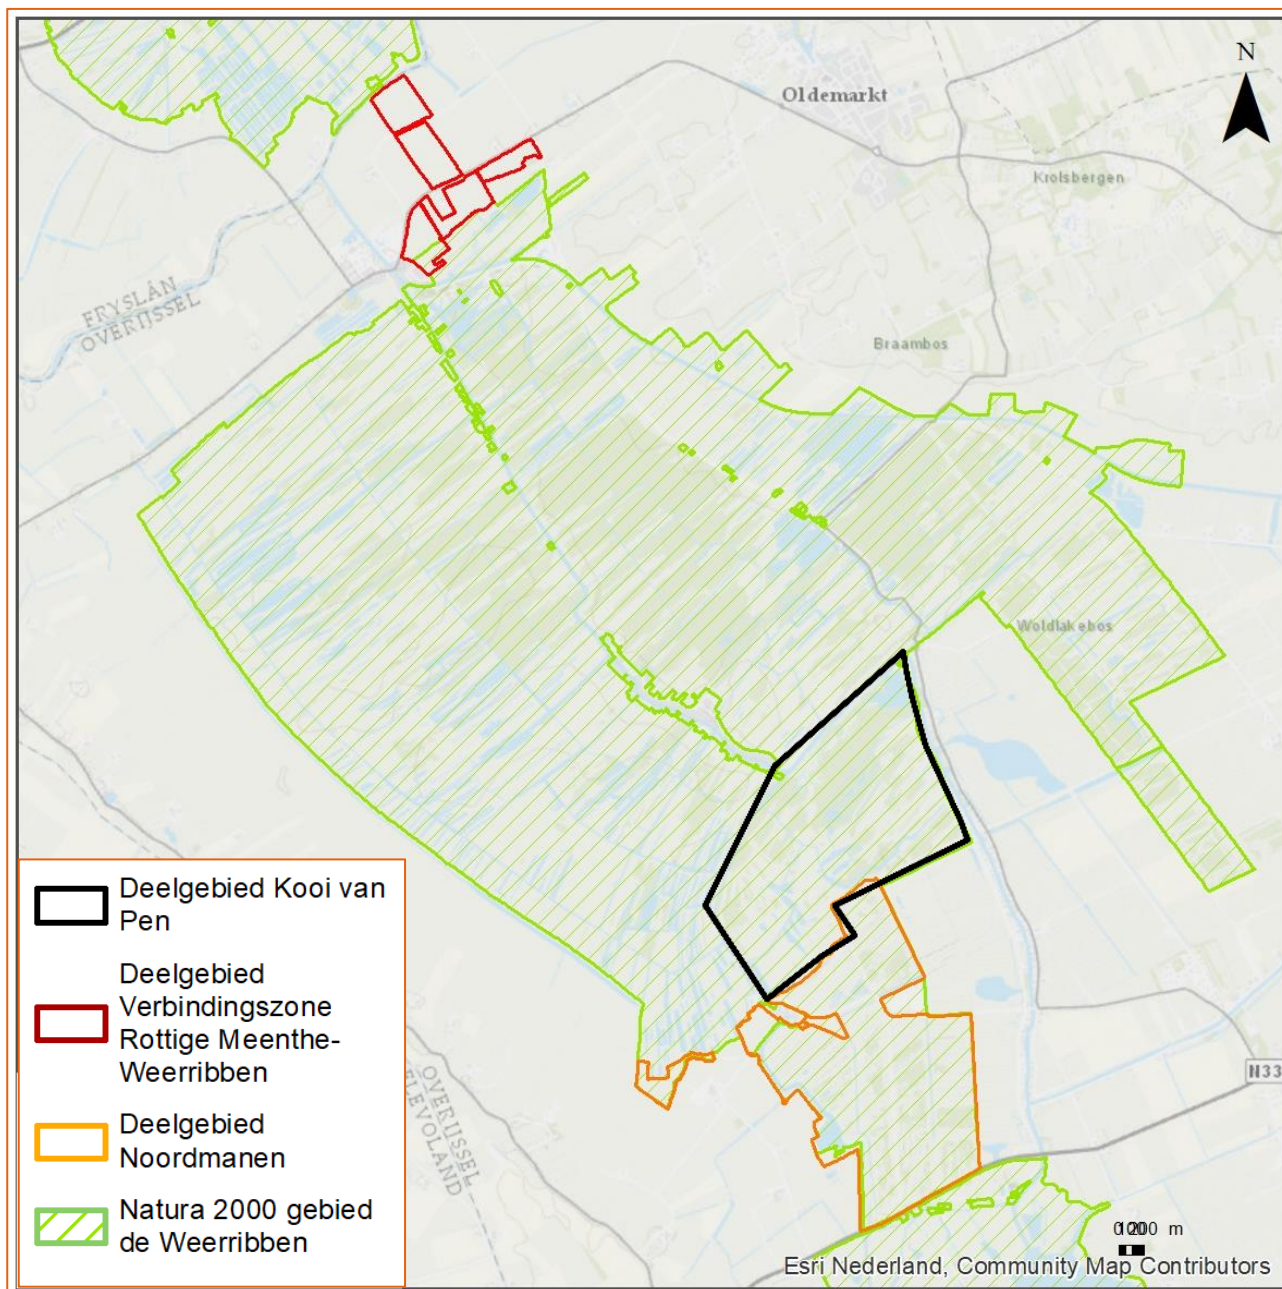 N
Oldemarkt
Krolsbergen
FRYSLÂN
OVERIJSSEL
Braambos
Woldlakebos
Deelgebied Kooi van
Pen
Deelgebied
Verbindingszone
Rottige Meenthe-
Weerribben
Deelgebied
Noordmanen
Natura 2000 gebied
de Weerribben
OVERIJSSEL
ELEVOLAND
N33
m
Esri Nederland, Community Map Contributors